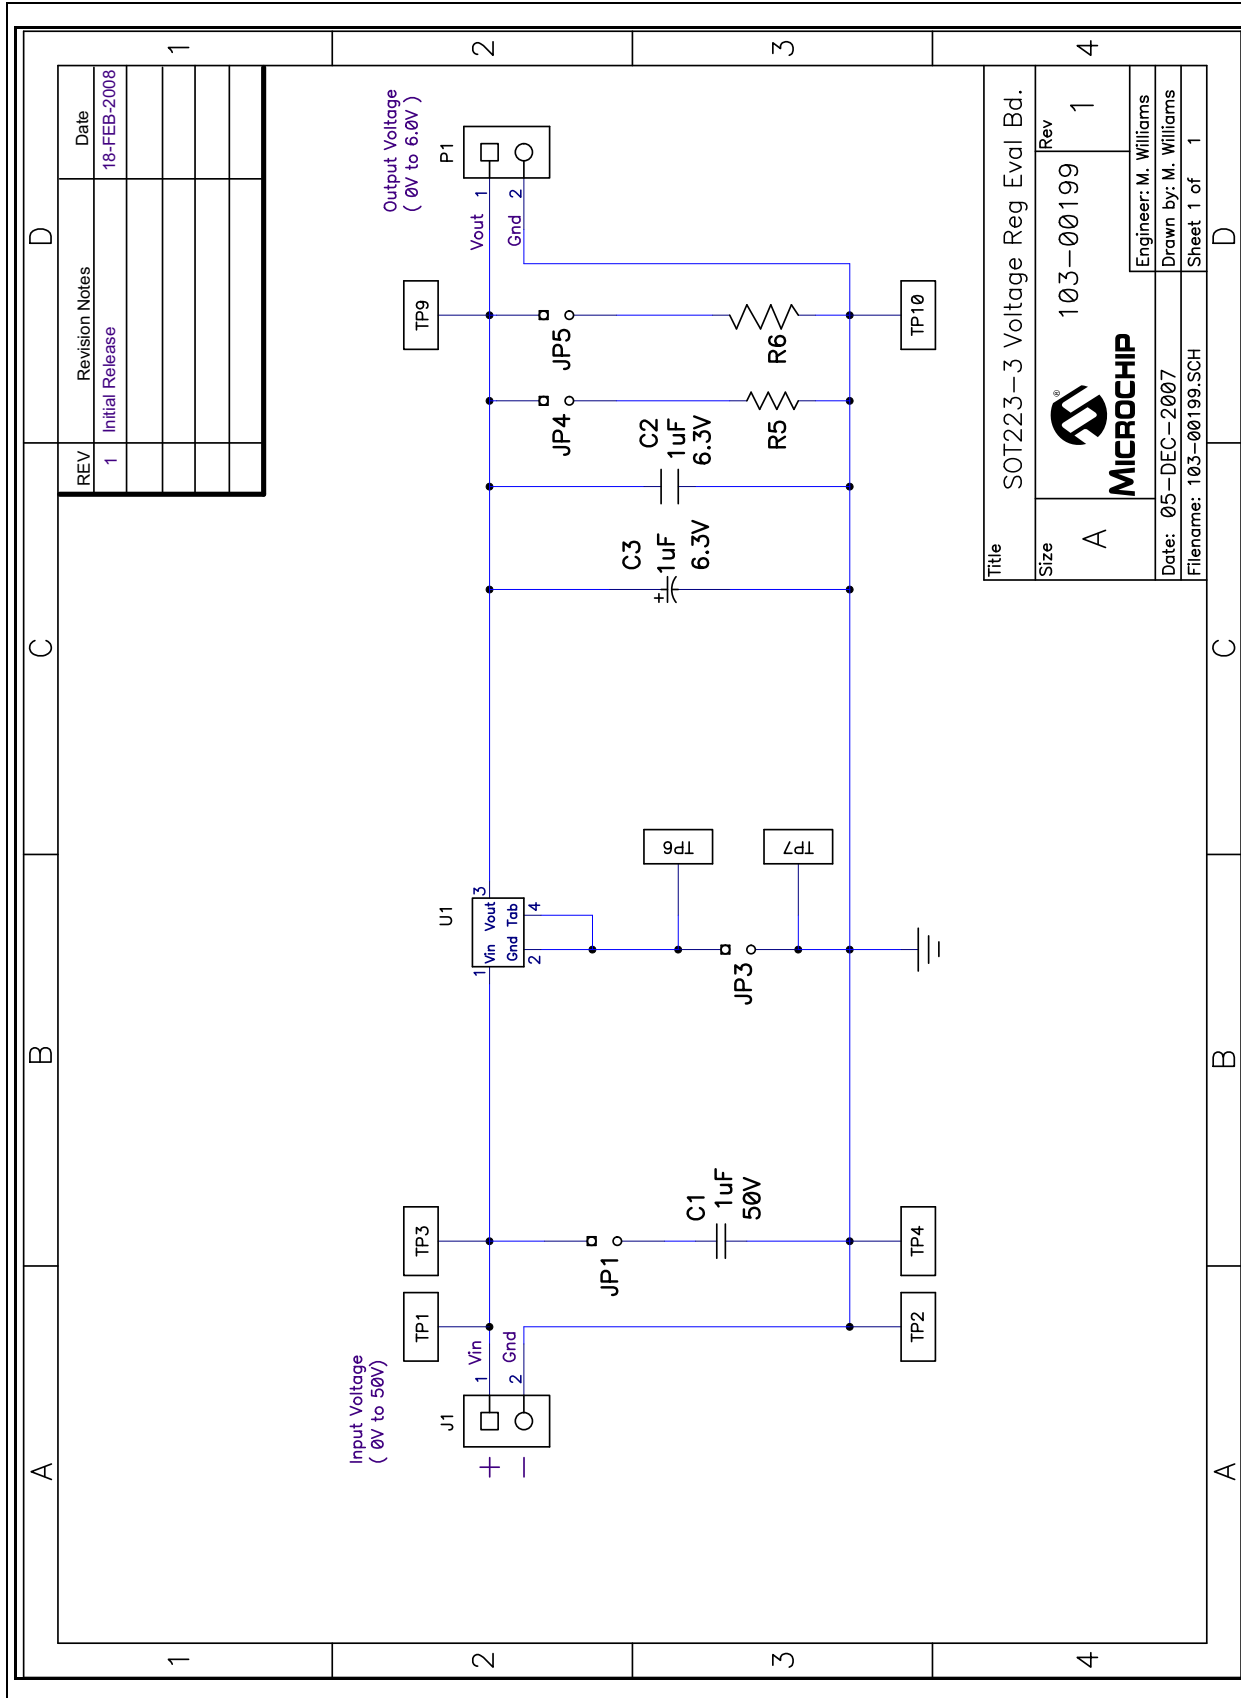 A
B
C
D
1
2
3
4
REV
Revision Notes
Date
1
Initial Release
18-FEB-2008
Input Voltage
( 0V to 50V)
Output Voltage
( 0V to 6.0V )
TP1
TP3
TP9
J1
U1
P1
+
−
1
Vin
2
Gnd
1
Vin
Vout
3
Gnd
Tab
2
4
Vout
1
Gnd
2
JP1
C1
1uF
50V
JP3
TP6
TP7
C3
+
1uF
6.3V
C2
1uF
6.3V
JP4
R5
JP5
R6
TP2
TP4
TP10
Title
SOT223-3 Voltage Reg Eval Bd.
Size
A
MICROCHIP
®
103-00199
Rev
1
Date: 05-DEC-2007
Engineer: M. Williams
Drawn by: M. Williams
Filename: 103-00199.SCH
Sheet 1 of 1
1
2
3
4
A
B
C
D